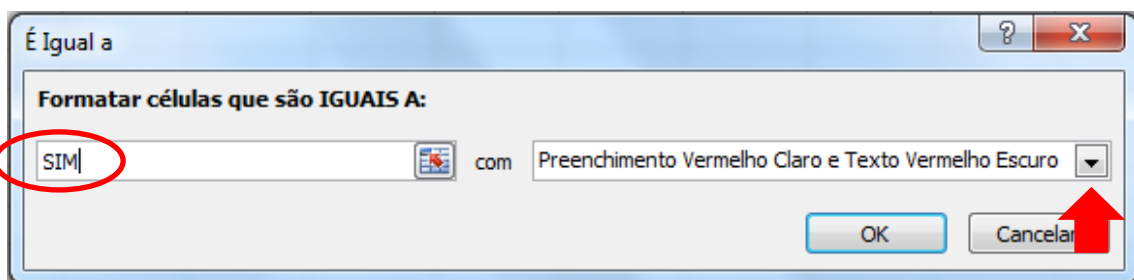 É Igual a
Formatar células que são IGUAIS A:
SIM com Preenchimento Vermelho Claro e Texto Vermelho Escuro
OK Cancelar